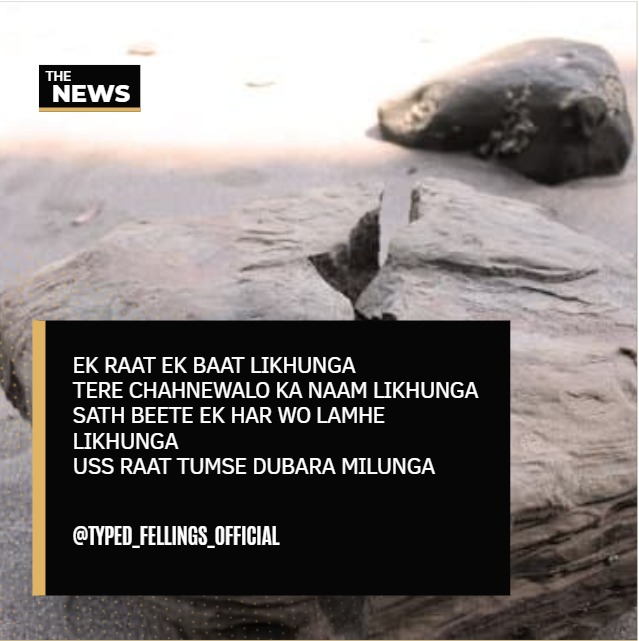 THE
NEWS
EK RAAT EK BAAT LIKHUNGA
TERE CHAHNEWALO KA NAAM LIKHUNGA
SATH BEETE EK HAR WO LAMHE
LIKHUNGA
USS RAAT TUMSE DUBARA MILUNGA
@TYPED_FELLINGS_OFFICIAL